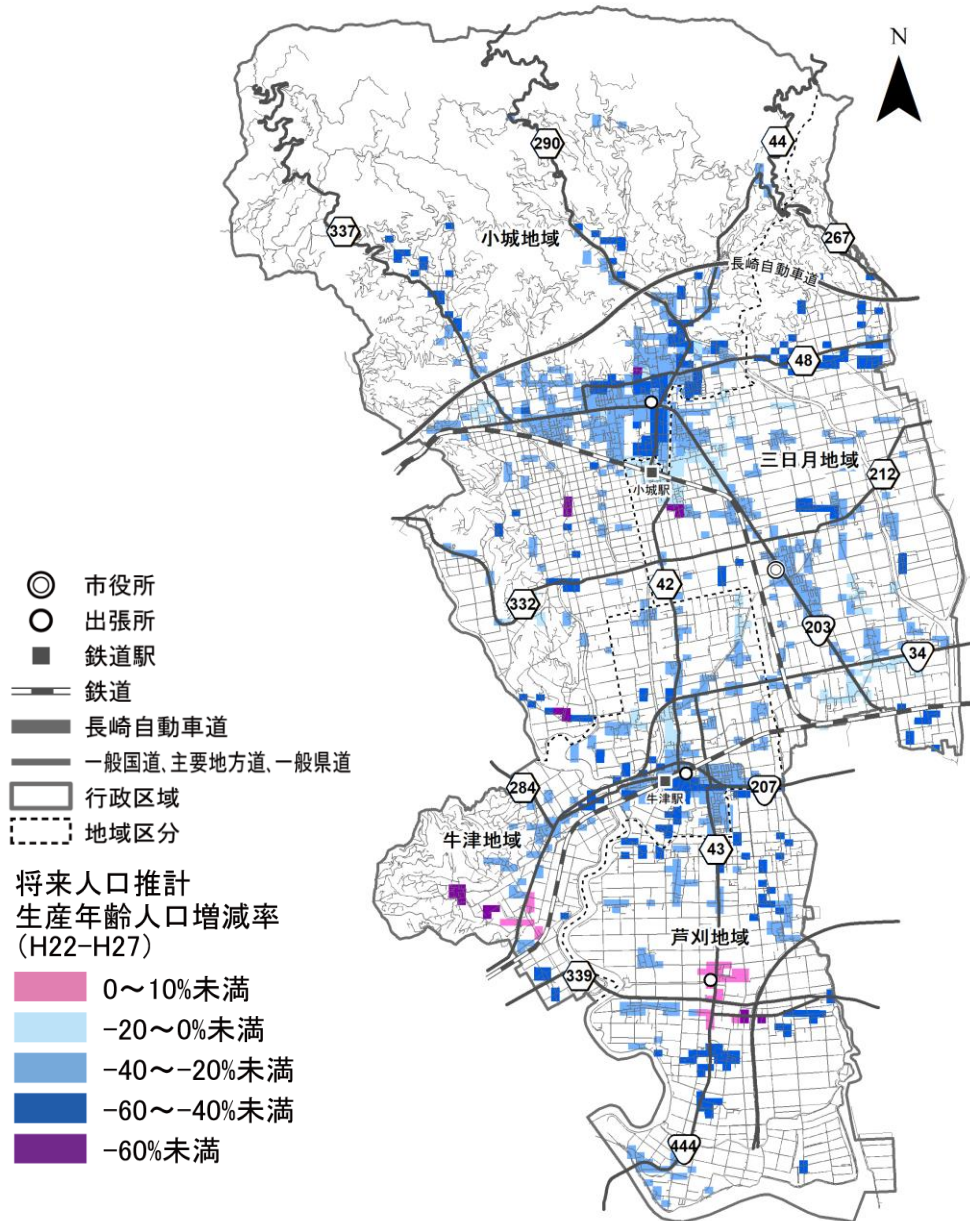 N
290
44
337
小城地域
267
長崎自動車道
48
三日月地域
212
小城駅
332
42
203
34
284
牛津駅
207
牛津地域
43
芦刈地域
339
444
市役所
出張所
鉄道駅
鉄道
長崎自動車道
一般国道、主要地方道、一般県道
行政区域
地域区分
将来人口推計
生産年齢人口増減率
(H22-H27)
0～10%未満
-20～0%未満
-40～-20%未満
-60～-40%未満
-60%未満